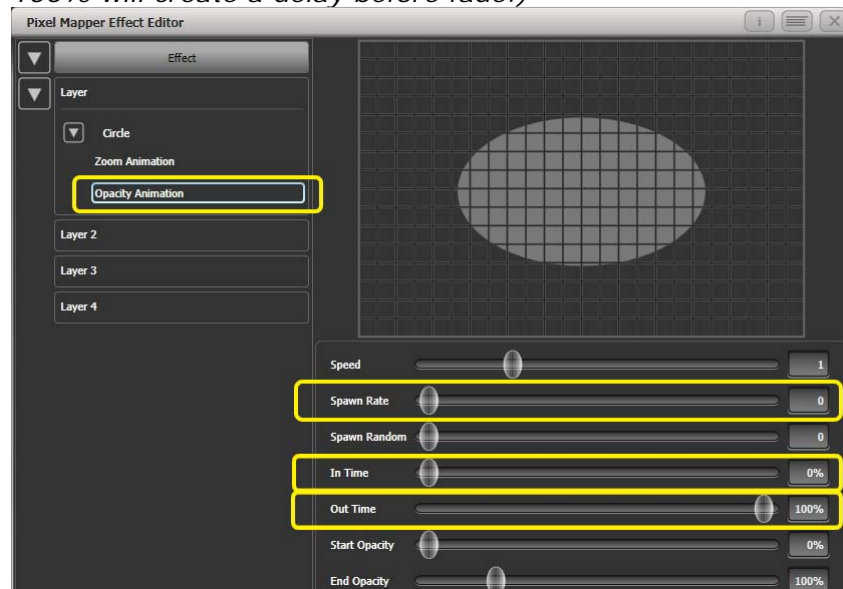 100% will create a delay before fade.)
Pixel Mapper Effect Editor
i
Effect
Layer
Circle
Zoom Animation
Opacity Animation
Layer 2
Layer 3
Layer 4
Speed 1
Spawn Rate 0
Spawn Random 0
In Time 0%
Out Time 100%
Start Opacity 0%
End Opacity 100%